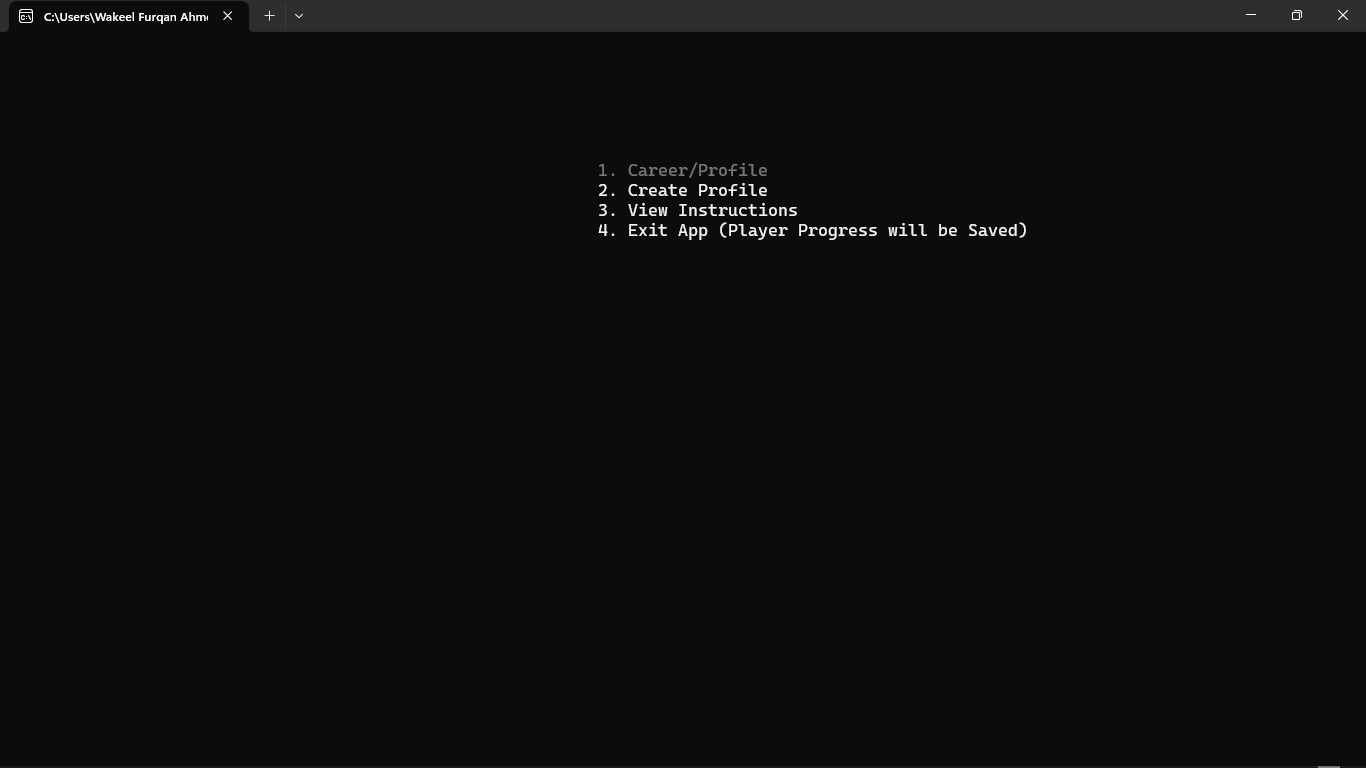 C:\Users\Wakeel Furqan Ahm
1. Career/Profile
2. Create Profile
3. View Instructions
4. Exit App (Player Progress will be Saved)